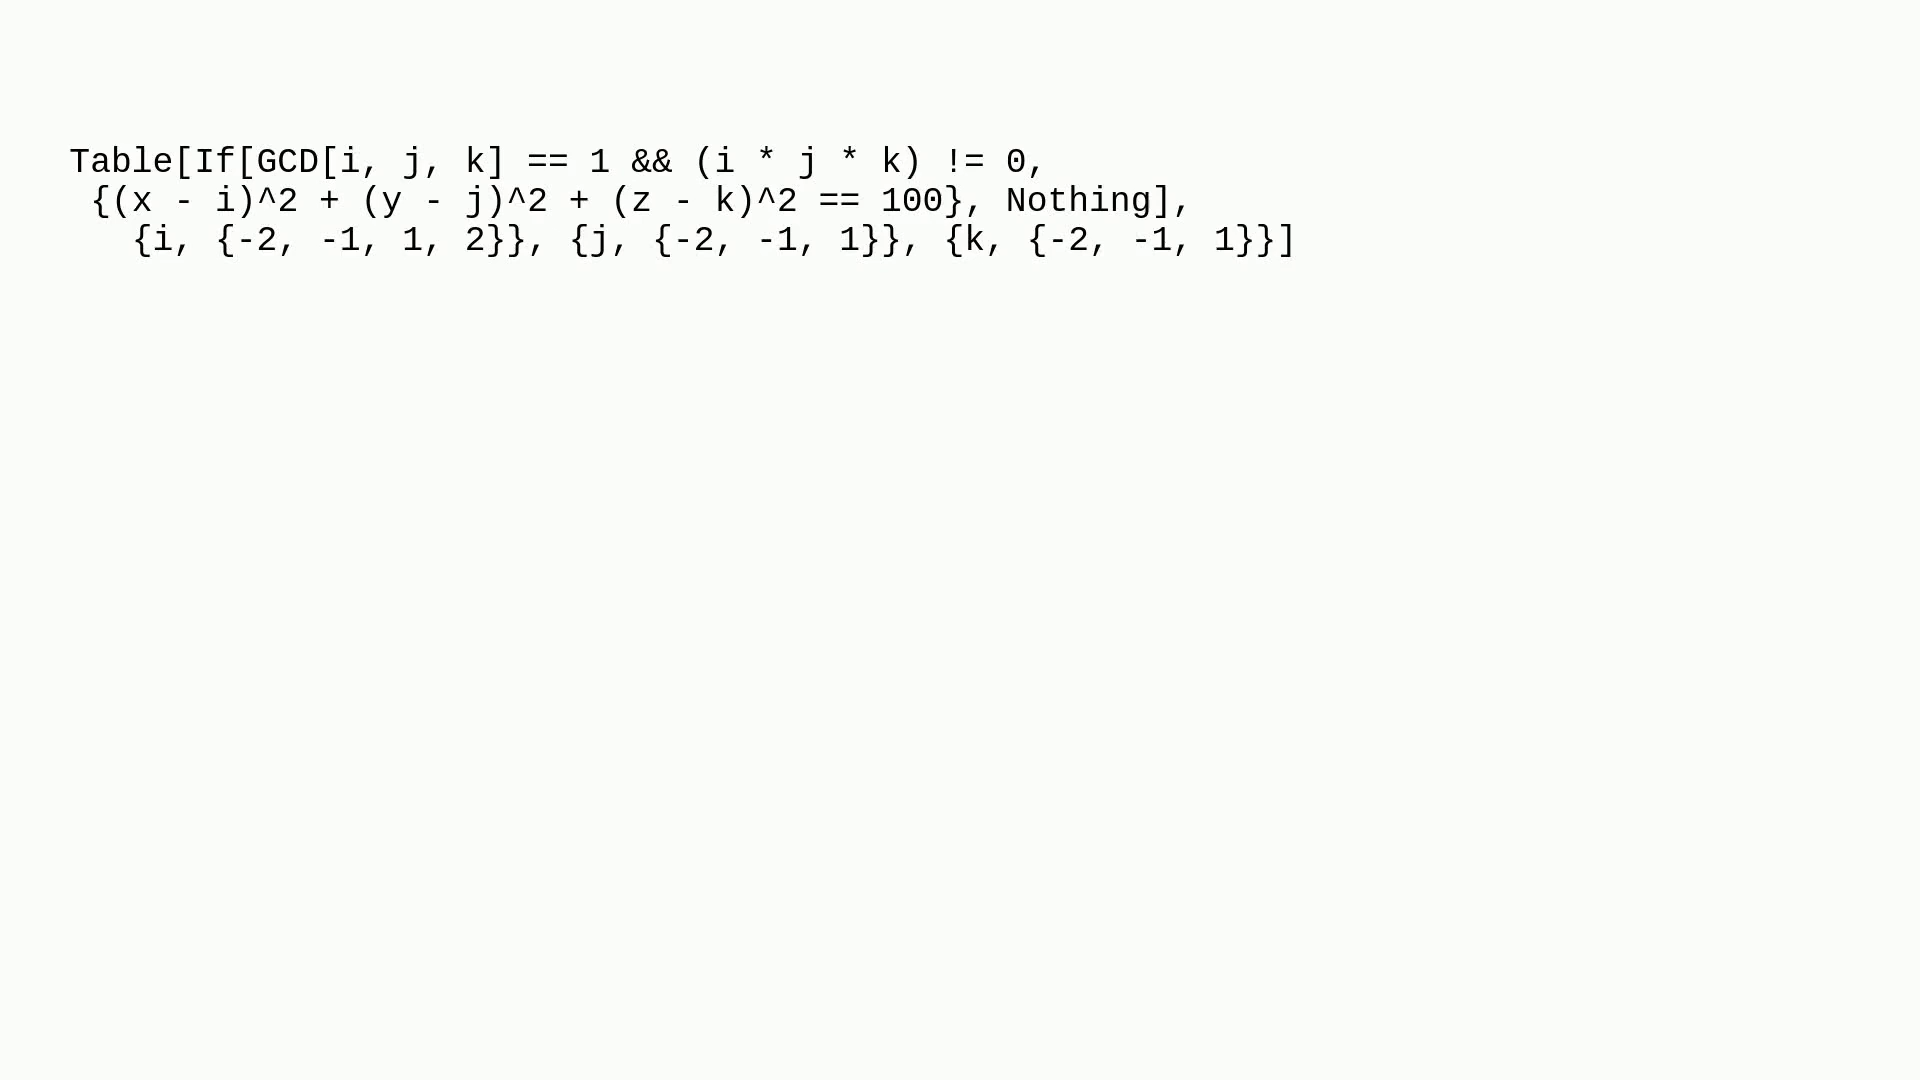 Table[If[GCD[i, j, k] == 1 && (i * j * k) != 0,
{(x - i)^2 + (y - j)^2 + (z - k)^2 == 100}, Nothing],
{i, {-2, -1, 1, 2}}, {j, {-2, -1, 1}}, {k, {-2, -1, 1}}]